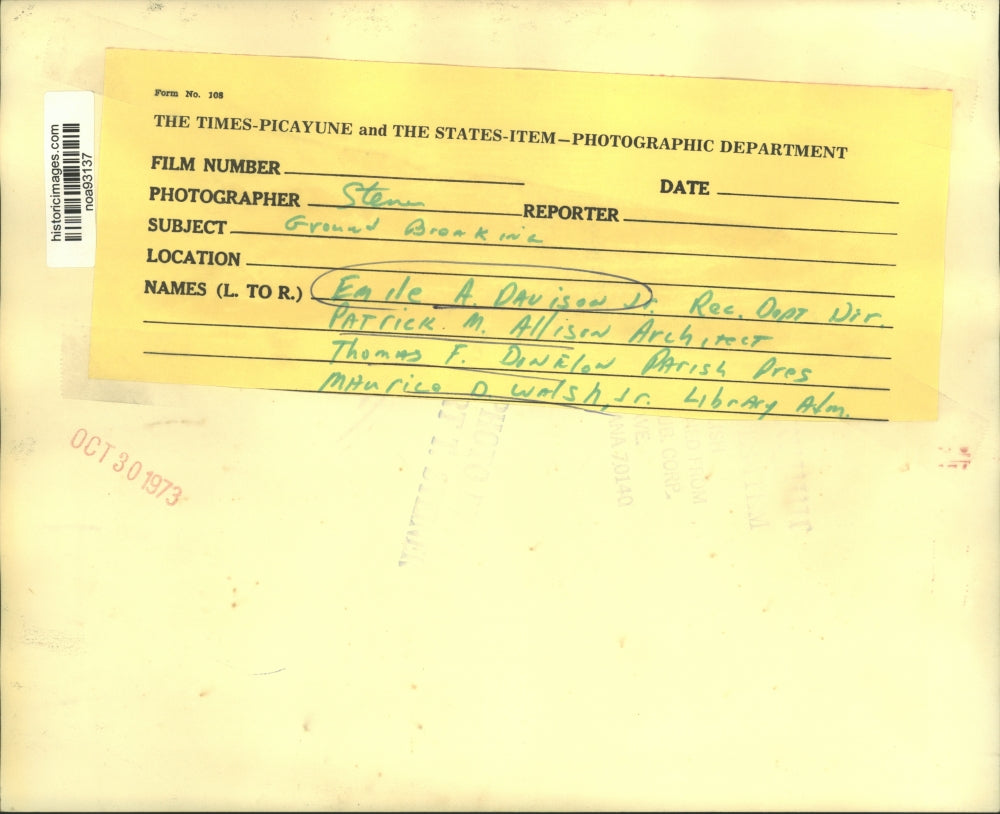 Form No. 108
THE TIMES-PICAYUNE and THE STATES-ITEM—PHOTOGRAPHIC DEPARTMENT
FILM NUMBER
DATE
PHOTOGRAPHER
REPORTER
SUBJECT Ground Breaking
LOCATION
NAMES (L. TO R.) Emile A. Davison Jr. Rec. Dept Dir.
Patrick M. Allison Architect
Thomas F. Donelon Parish Pres
Maurice D. Walsh, Jr. Library Adm.
historicimages.com
noa93137
OCT 30 1973